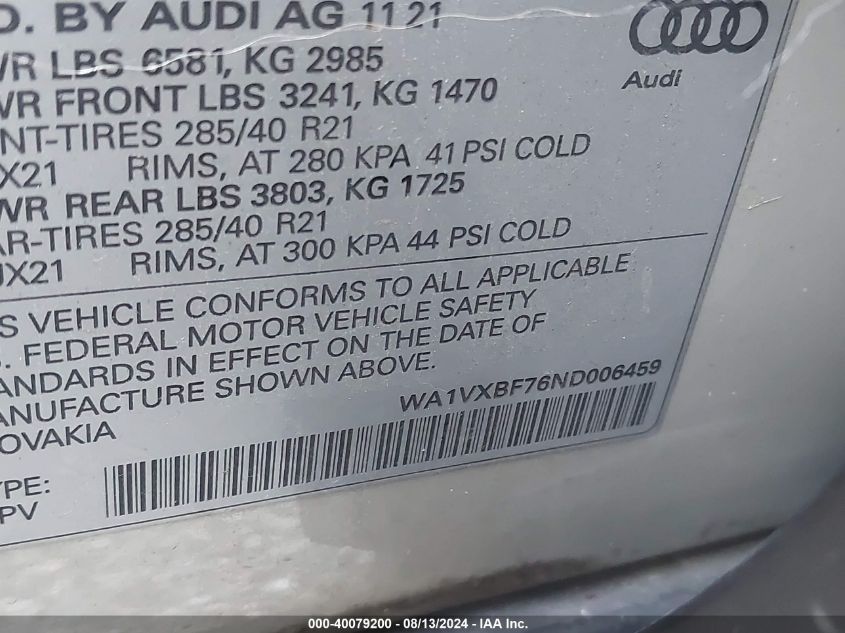 D. BY AUDI AG 11 21
Audi
WR LBS 6581, KG 2985
WR FRONT LBS 3241, KG 1470
NT-TIRES 285/40 R21
X21 RIMS, AT 280 KPA 41 PSI COLD
WR REAR LBS 3803, KG 1725
AR-TIRES 285/40 R21
JX21 RIMS, AT 300 KPA 44 PSI COLD
S VEHICLE CONFORMS TO ALL APPLICABLE
. FEDERAL MOTOR VEHICLE SAFETY
ANDARDS IN EFFECT ON THE DATE OF
ANUFACTURE SHOWN ABOVE.
OVAKIA
WA1VXBF76ND006459
YPE:
PV
000-40079200 - 08/13/2024 - IAA Inc.